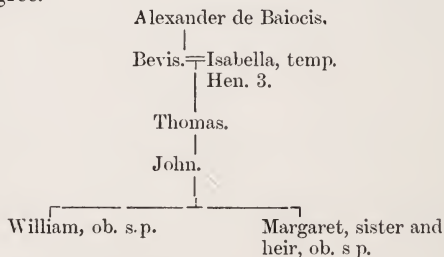 Alexander de Baiocis.
Bevis.=Isabella, temp.
Hen. 3.
Thomas.
John.
William, ob. s.p.
Margaret, sister and
heir, ob. s p.